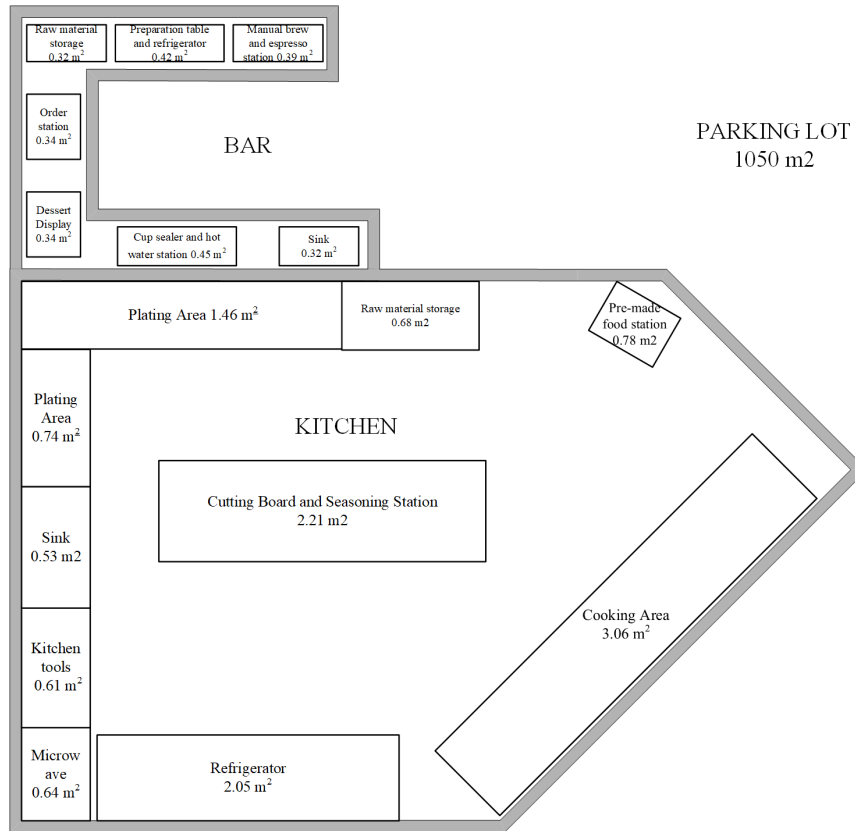 Raw material
storage
0.32 m²
Preparation table
and refrigerator
0.42 m²
Manual brew
and espresso
station 0.39 m²
Order
station
0.34 m²
BAR
PARKING LOT
1050 m2
Dessert
Display
0.34 m²
Cup sealer and hot
water station 0.45 m²
Sink
0.32 m²
Plating Area 1.46 m²
Raw material storage
0.68 m2
Pre-made
food station
0.78 m2
Plating
Area
0.74 m²
KITCHEN
Cutting Board and Seasoning Station
2.21 m2
Sink
0.53 m2
Cooking Area
3.06 m²
Kitchen
tools
0.61 m²
Microw
ave
0.64 m²
Refrigerator
2.05 m²